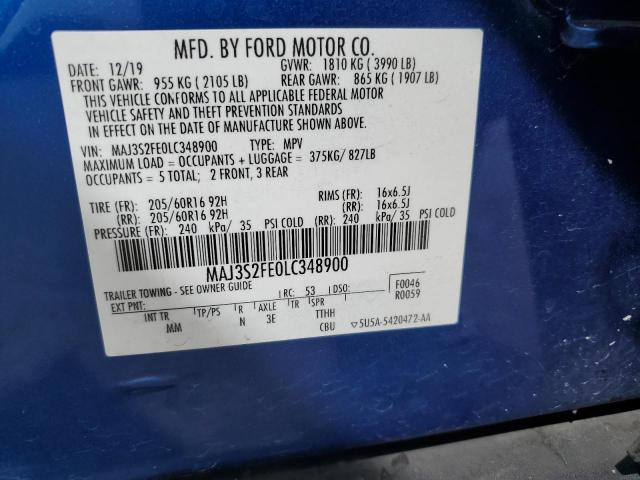 MFD. BY FORD MOTOR CO.
DATE: 12/19 GVWR: 1810 KG ( 3990 LB)
FRONT GAWR: 955 KG ( 2105 LB) REAR GAWR: 865 KG ( 1907 LB)
THIS VEHICLE CONFORMS TO ALL APPLICABLE FEDERAL MOTOR
VEHICLE SAFETY AND THEFT PREVENTION STANDARDS
IN EFFECT ON THE DATE OF MANUFACTURE SHOWN ABOVE.
VIN: MAJ3S2FE0LC348900 TYPE: MPV
MAXIMUM LOAD = OCCUPANTS + LUGGAGE = 375KG/ 827LB
OCCUPANTS = 5 TOTAL; 2 FRONT, 3 REAR
TIRE (FR): 205/60R16 92H RIMS (FR): 16x6.5J
(RR): 205/60R16 92H (RR): 16x6.5J
PRESSURE (FR): 240 kPa/ 35 PSI COLD (RR): 240 kPa/ 35 PSI COLD
MAJ3S2FE0LC348900
TRAILER TOWING - SEE OWNER GUIDE RC: 53 DSO: F0046
EXT PNT: R0059
INT TR TP/PS R AXLE TR SPR
MM N 3E TTHH
CBU ▽5U5A-5420472-AA